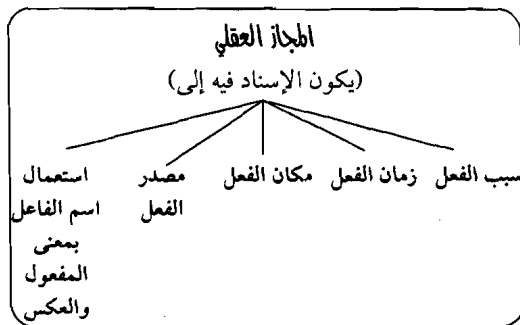 المجاز العقلي
(يكون الإسناد فيه إلى)
سبب الفعل
زمان الفعل
مكان الفعل
مصدر
الفعل
استعمال
اسم الفاعل
بمعنى
المفعول
والعكس